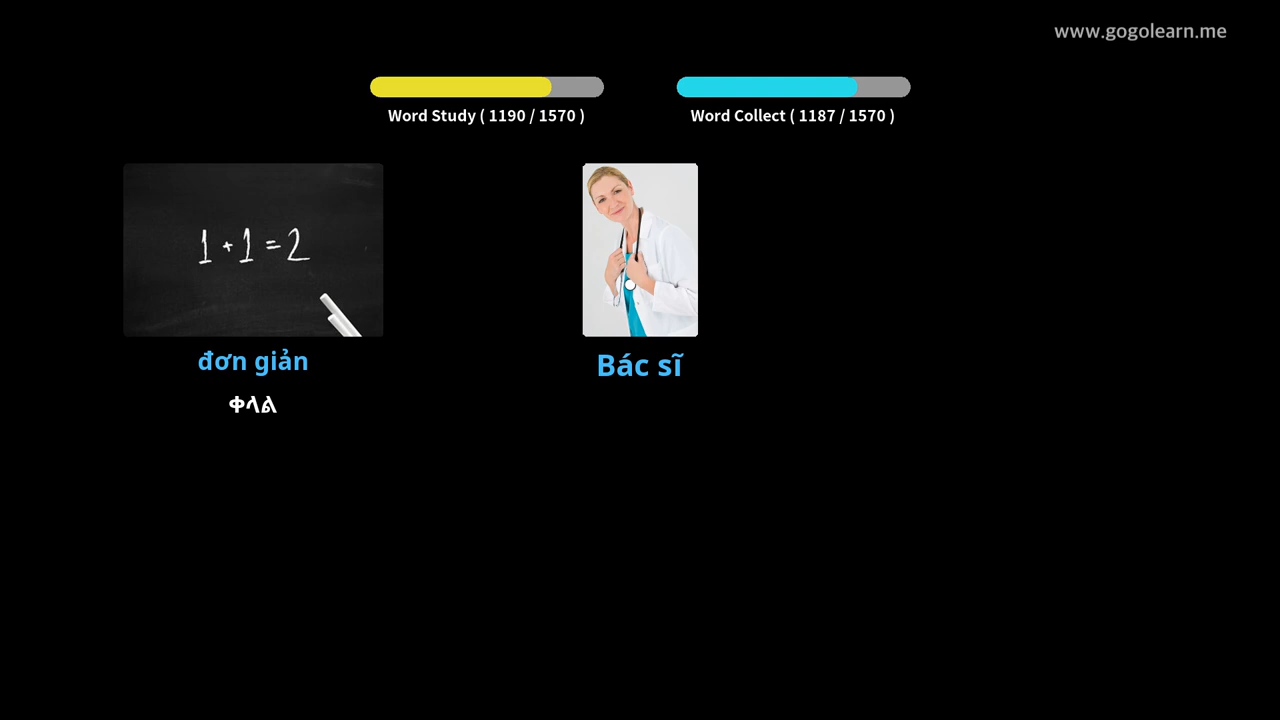 www.gogolearn.me
Word Study ( 1190 / 1570 )
Word Collect ( 1187 / 1570 )
1 + 1 = 2
đơn giản
Bác sĩ
ቀላል